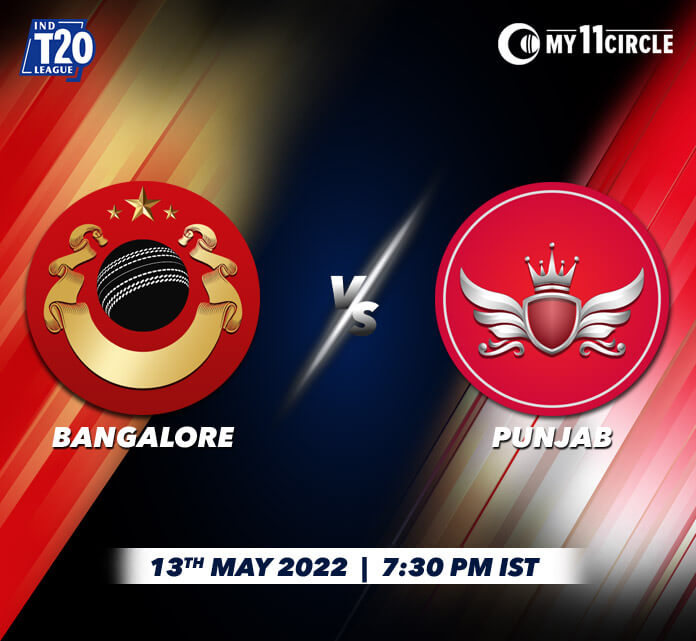 IND
T20
LEAGUE
MY11CIRCLE
VS
BANGALORE
PUNJAB
13TH MAY 2022 | 7:30 PM IST